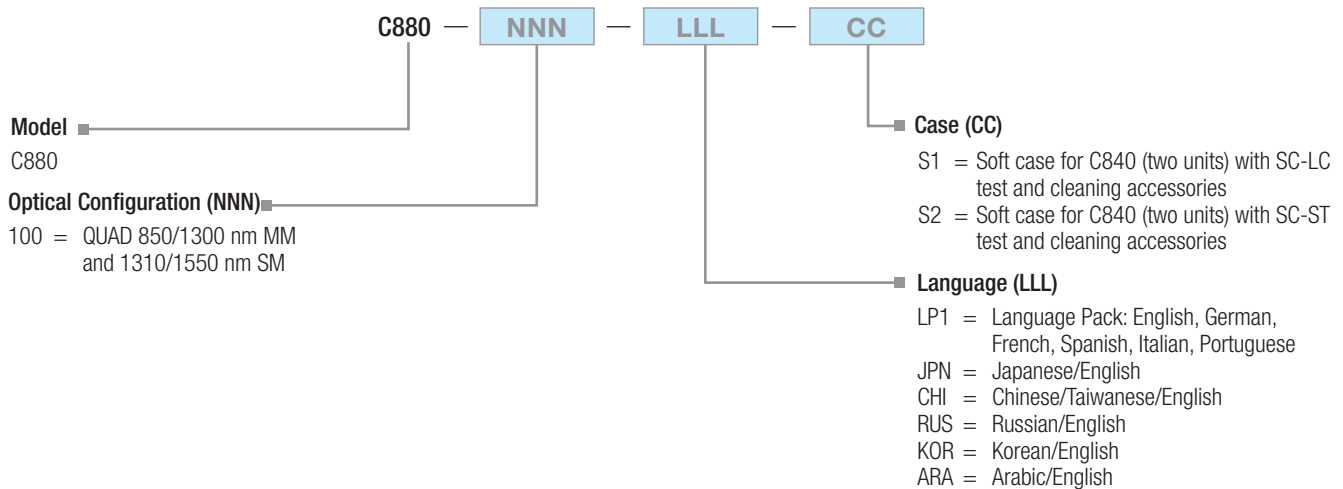 C880 — NNN — LLL — CC
Model
C880
Optical Configuration (NNN)
100 = QUAD 850/1300 nm MM
and 1310/1550 nm SM
Case (CC)
S1 = Soft case for C840 (two units) with SC-LC
test and cleaning accessories
S2 = Soft case for C840 (two units) with SC-ST
test and cleaning accessories
Language (LLL)
LP1 = Language Pack: English, German,
French, Spanish, Italian, Portuguese
JPN = Japanese/English
CHI = Chinese/Taiwanese/English
RUS = Russian/English
KOR = Korean/English
ARA = Arabic/English